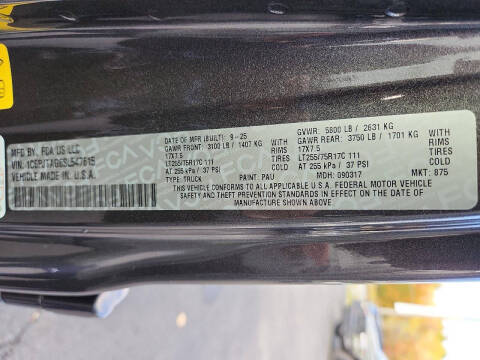 MFD BY: FCA US LLC
VEHICLE MADE IN: U.S.A.
DATE OF MFR (BUILT): 9-25
GVWR: 5800 LB / 2631 KG
GAWR FRONT: 3100 LB / 1407 KG WITH
GAWR REAR: 3750 LB / 1701 KG WITH
17X7.5 RIMS
17X7.5 RIMS
LT255/75R17C 111 TIRES
LT255/75R17C 111 TIRES
AT 255 kPa / 37 PSI
AT 255 kPa / 37 PSI
TYPE: TRUCK PAINT: PAU MDH: 090317 MKT: 875
THIS VEHICLE CONFORMS TO ALL APPLICABLE U.S.A. FEDERAL MOTOR VEHICLE
SAFETY AND THEFT PREVENTION STANDARDS IN EFFECT ON THE DATE OF
MANUFACTURE SHOWN ABOVE.